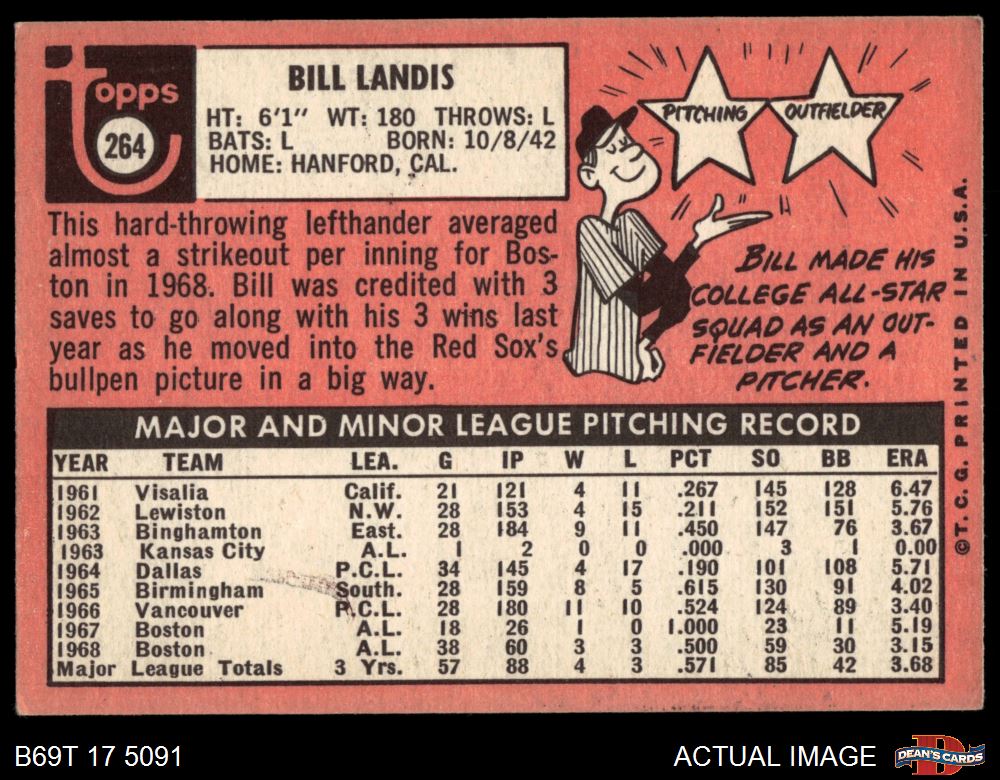 Topps
264
BILL LANDIS
HT: 6'1" WT: 180 THROWS: L
BATS: L BORN: 10/8/42
HOME: HANFORD, CAL.
This hard-throwing lefthander averaged
almost a strikeout per inning for Bos-
ton in 1968. Bill was credited with 3
saves to go along with his 3 wins last
year as he moved into the Red Sox's
bullpen picture in a big way.
PITCHING
OUTFIELDER
BILL MADE HIS
COLLEGE ALL-STAR
SQUAD AS AN OUT-
FIELDER AND A
PITCHER.
©T.C.G. PRINTED IN U.S.A.
MAJOR AND MINOR LEAGUE PITCHING RECORD
YEAR TEAM LEA. G IP W L PCT SO BB ERA
1961 Visalia Calif. 21 121 4 11 .267 145 128 6.47
1962 Lewiston N.W. 28 153 4 15 .211 152 151 5.76
1963 Binghamton East. 28 184 9 11 .450 147 76 3.67
1963 Kansas City A.L. 1 2 0 0 .000 3 1 0.00
1964 Dallas P.C.L. 34 145 4 17 .190 101 108 5.71
1965 Birmingham South. 28 159 8 5 .615 130 91 4.02
1966 Vancouver P.C.L. 28 180 11 10 .524 124 89 3.40
1967 Boston A.L. 18 26 1 0 1.000 23 11 5.19
1968 Boston A.L. 38 60 3 3 .500 59 30 3.15
Major League Totals 3 Yrs. 57 88 4 3 .571 85 42 3.68
B69T 17 5091
ACTUAL IMAGE
D
DEAN'S CARDS